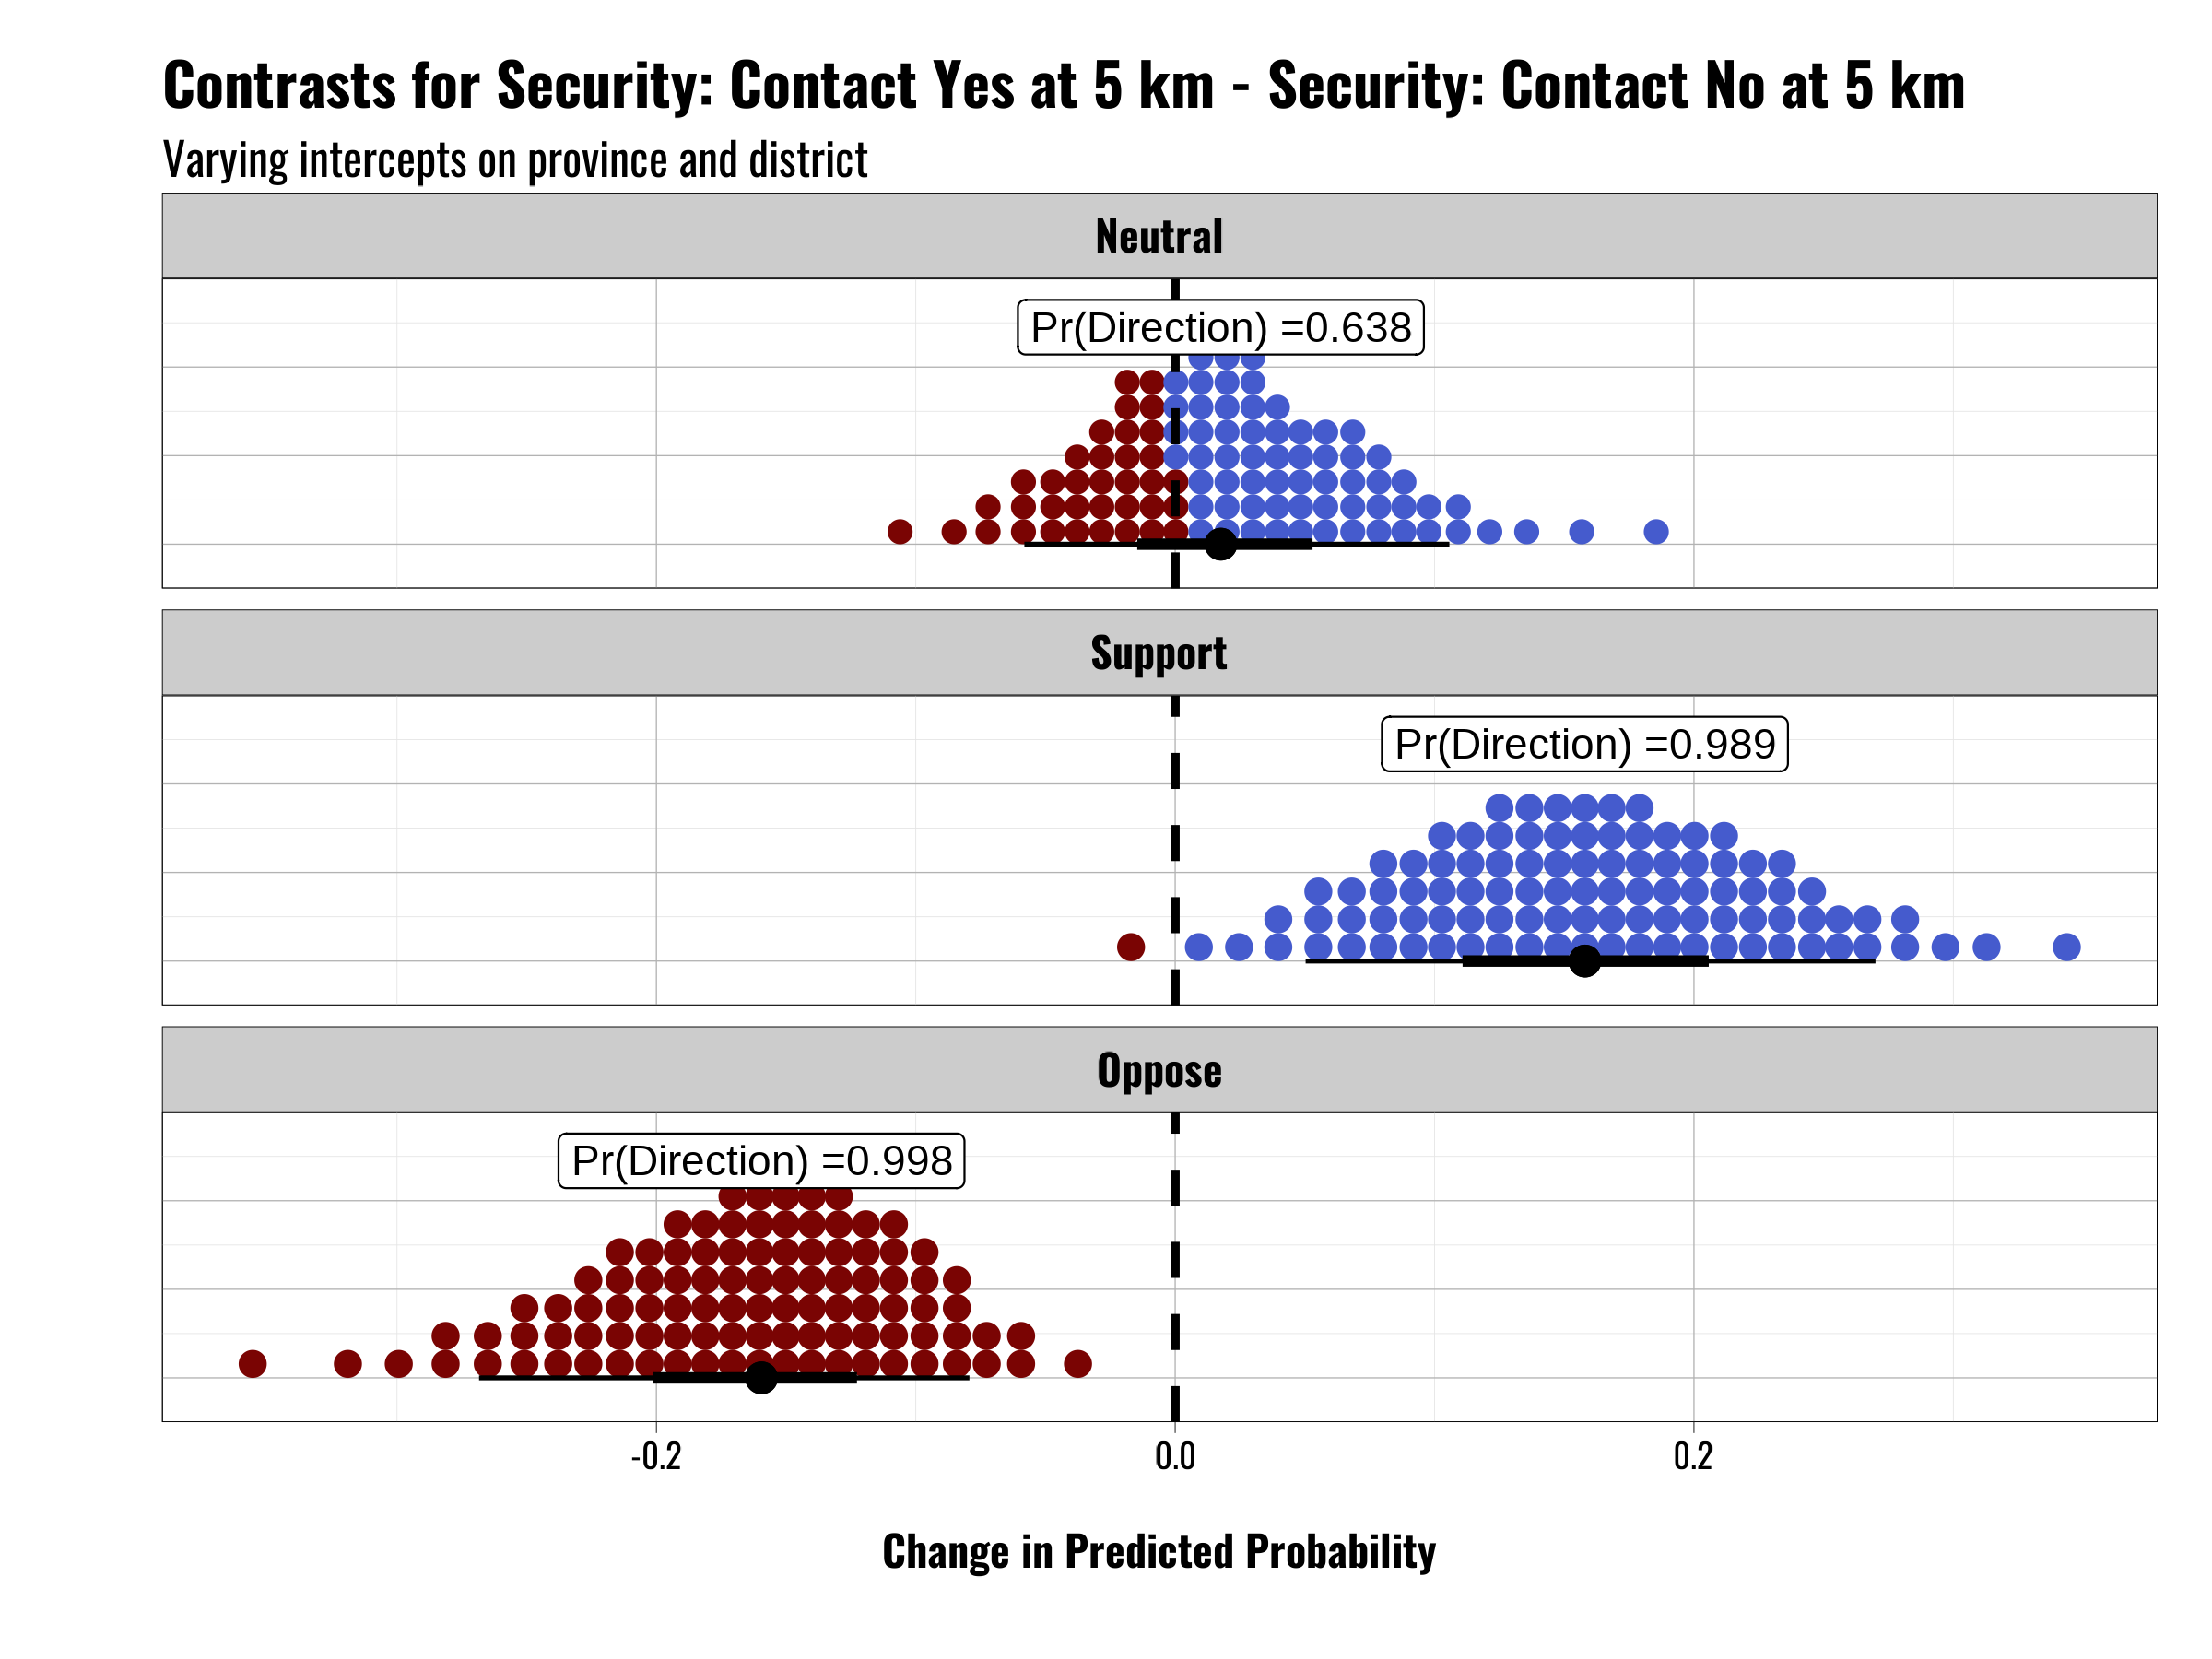 Contrasts for Security: Contact Yes at 5 km - Security: Contact No at 5 km
Varying intercepts on province and district
Neutral
Pr(Direction) =0.638
Support
Pr(Direction) =0.989
Oppose
Pr(Direction) =0.998
-0.2 0.0 0.2
Change in Predicted Probability